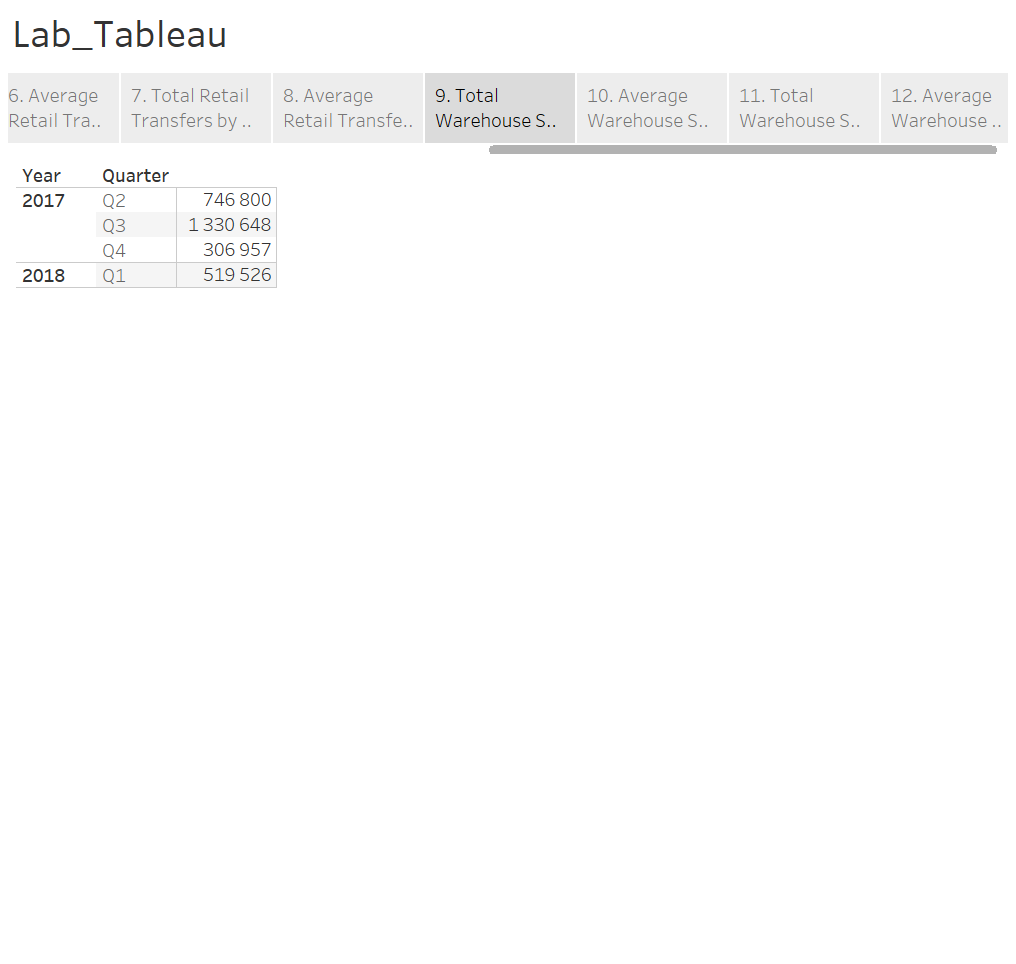 Lab_Tableau
6. Average
Retail Tra..
7. Total Retail
Transfers by ..
8. Average
Retail Transfe..
9. Total
Warehouse S..
10. Average
Warehouse S..
11. Total
Warehouse S..
12. Average
Warehouse ..
Year Quarter
2017 Q2 746 800
Q3 1 330 648
Q4 306 957
2018 Q1 519 526